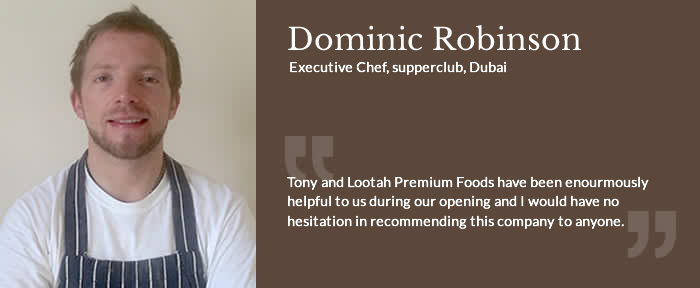 Dominic Robinson
Executive Chef, supperclub, Dubai
Tony and Lootah Premium Foods have been enourmously
helpful to us during our opening and I would have no
hesitation in recommending this company to anyone.